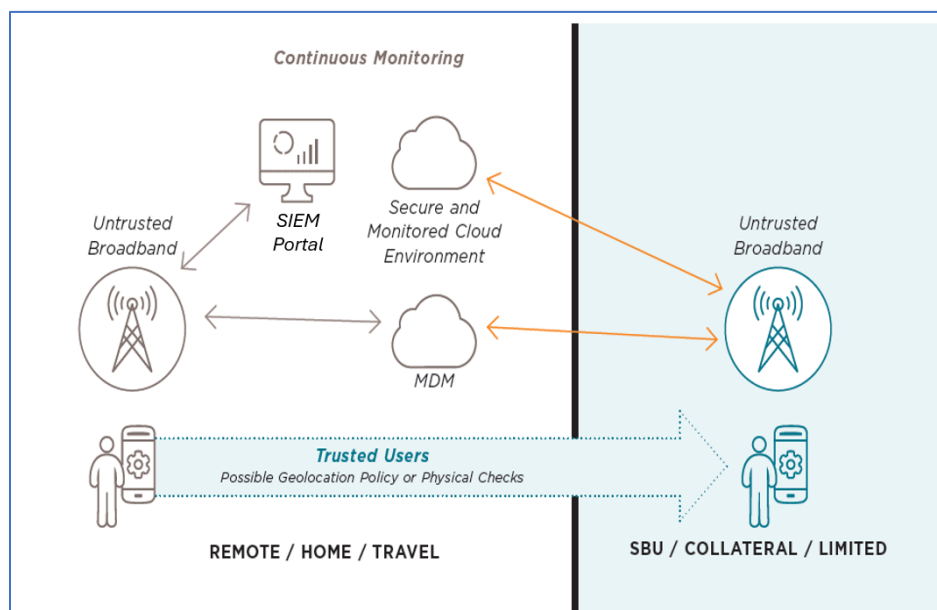 Continuous Monitoring
SIEM
Portal
Secure and
Monitored Cloud
Environment
Untrusted
Broadband
Untrusted
Broadband
MDM
Trusted Users
Possible Geolocation Policy or Physical Checks
REMOTE / HOME / TRAVEL
SBU / COLLATERAL / LIMITED